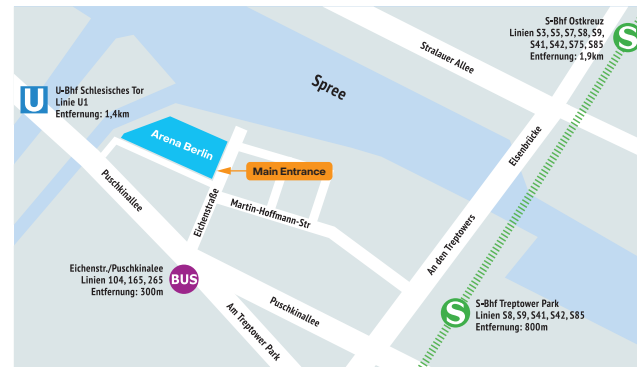 S-Bhf Ostkreuz
Linien S3, S5, S7, S8, S9,
S41, S42, S75, S85
Entfernung: 1,9km
S
Stralauer Allee
Spree
U
U-Bhf Schlesisches Tor
Linie U1
Entfernung: 1,4km
Arena Berlin
Main Entrance
Elsenbrücke
Puschkinallee
Eichenstraße
Martin-Hoffmann-Str
An den Treptowers
Eichenstr./Puschkinalee
Linien 104, 165, 265
Entfernung: 300m
BUS
Am Treptower Park
Puschkinallee
S
S-Bhf Treptower Park
Linien S8, S9, S41, S42, S85
Entfernung: 800m